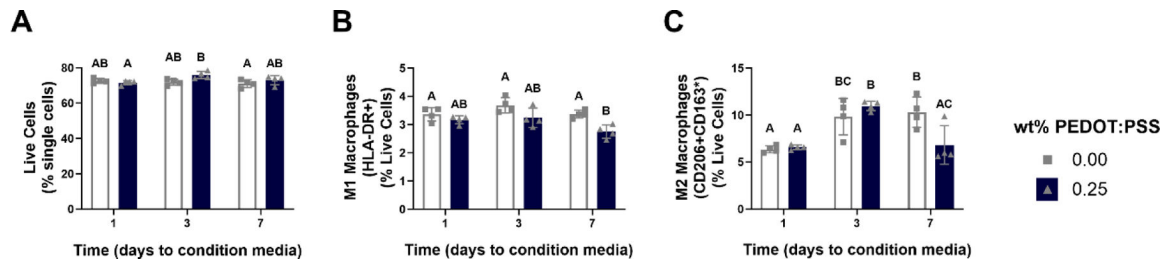 A
Live Cells
(% single cells)
80
60
40
20
0
AB A AB B A AB
1 3 7
Time (days to condition media)
B
M1 Macrophages
(HLA-DR+)
(% Live Cells)
5
4
3
2
1
0
A AB A AB A B
1 3 7
Time (days to condition media)
C
M2 Macrophages
(CD206+CD163*)
(% Live Cells)
15
10
5
0
A A BC B B AC
1 3 7
Time (days to condition media)
wt% PEDOT:PSS
0.00
0.25